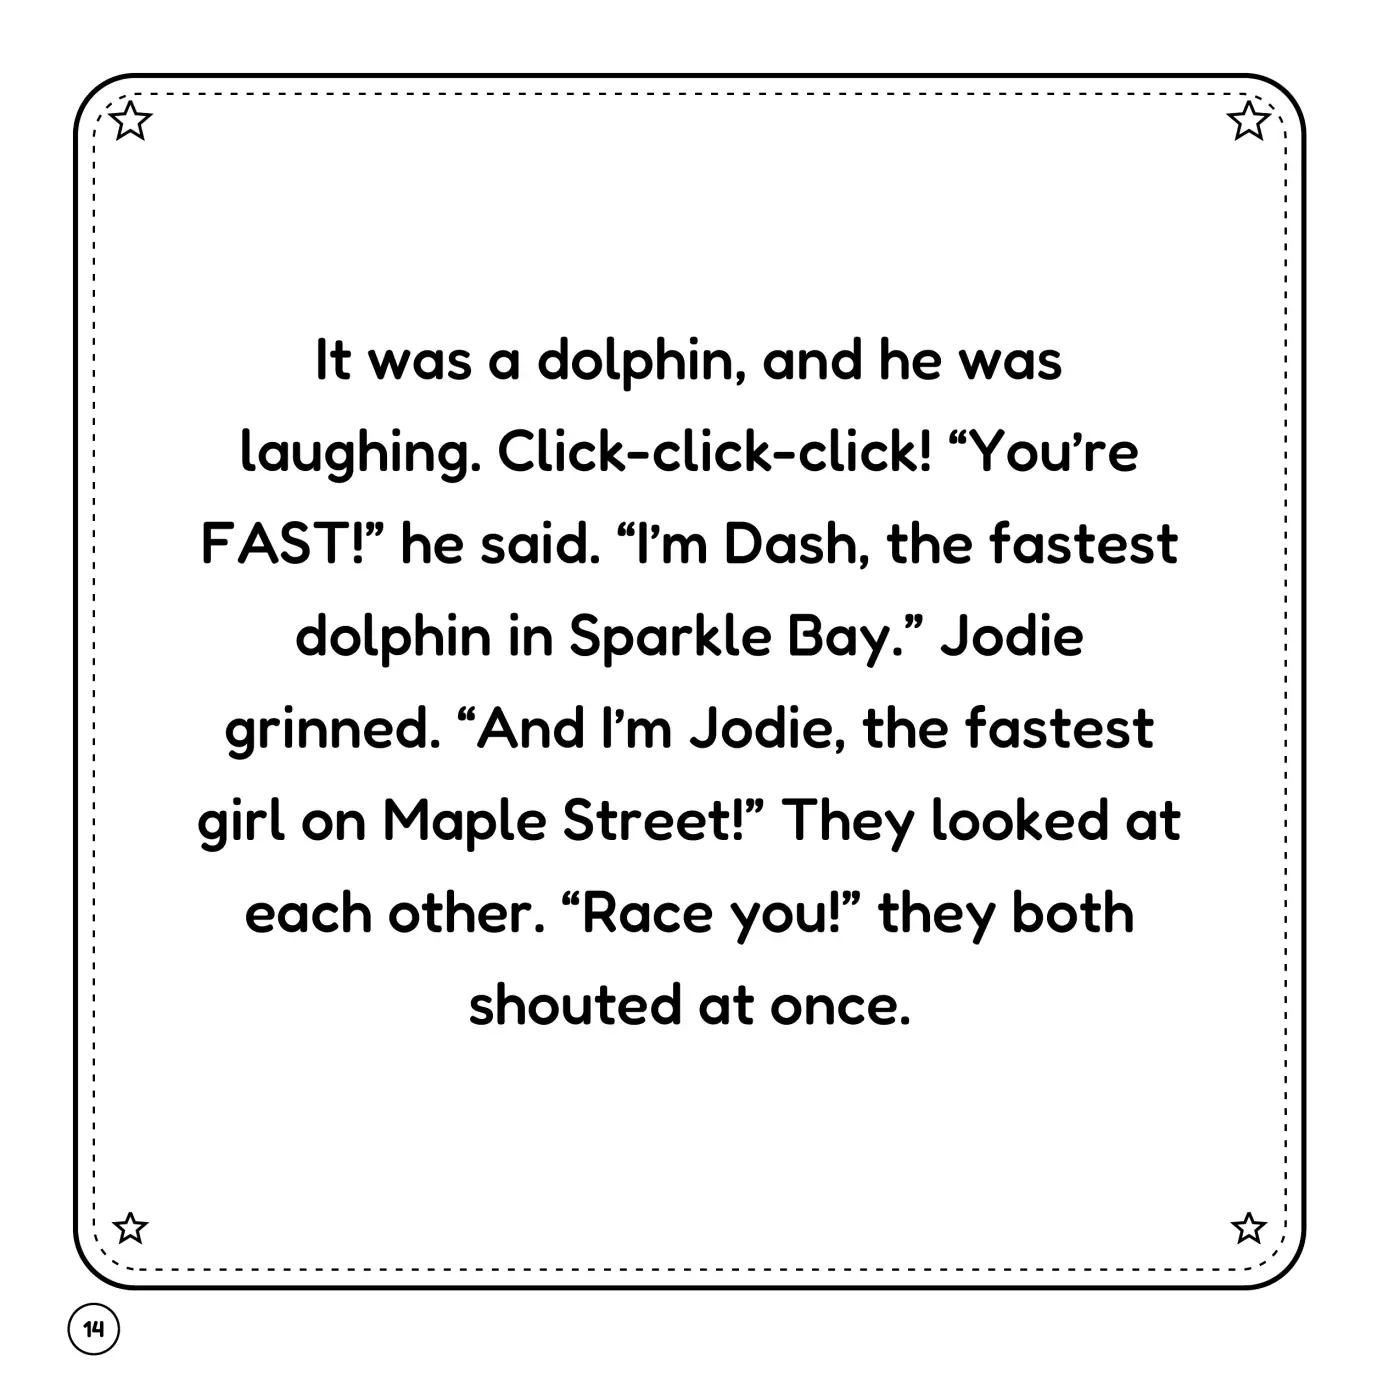 It was a dolphin, and he was
laughing. Click-click-click! “You’re
FAST!” he said. “I’m Dash, the fastest
dolphin in Sparkle Bay.” Jodie
grinned. “And I’m Jodie, the fastest
girl on Maple Street!” They looked at
each other. “Race you!” they both
shouted at once.
14